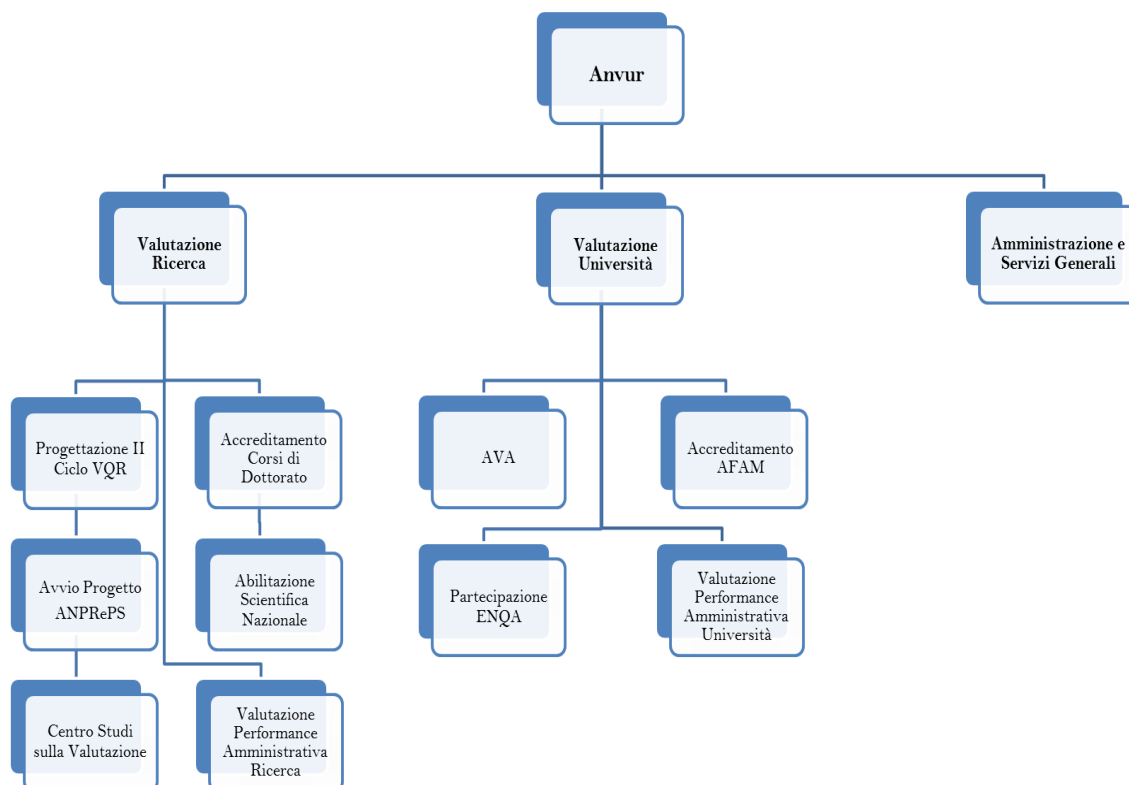 Anvur
Valutazione
Ricerca
Valutazione
Università
Amministrazione e
Servizi Generali
Progettazione II
Ciclo VQR
Accreditamento
Corsi di
Dottorato
AVA
Accreditamento
AFAM
Avvio Progetto
ANPRePS
Abilitazione
Scientifica
Nazionale
Partecipazione
ENQA
Valutazione
Performance
Amministrativa
Università
Centro Studi
sulla Valutazione
Valutazione
Performance
Amministrativa
Ricerca